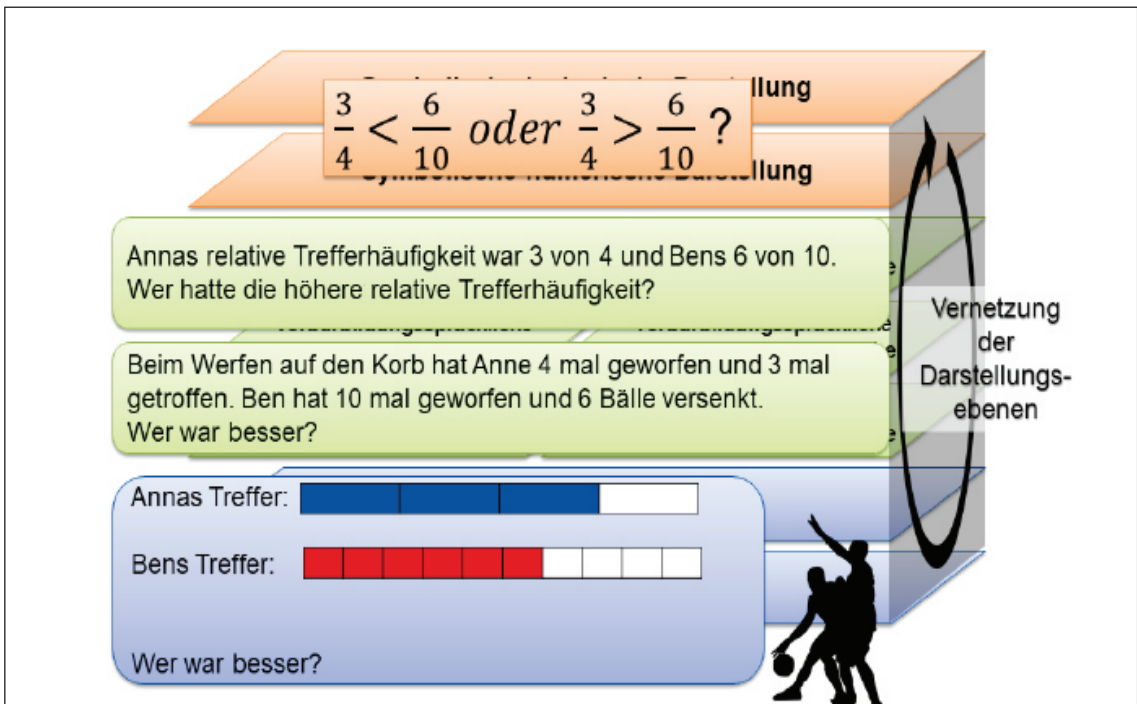 llung
3/4 < 6/10 oder 3/4 > 6/10 ?
Darstellung
Annas relative Trefferhäufigkeit war 3 von 4 und Bens 6 von 10.
Wer hatte die höhere relative Trefferhäufigkeit?
Beim Werfen auf den Korb hat Anne 4 mal geworfen und 3 mal
getroffen. Ben hat 10 mal geworfen und 6 Bälle versenkt.
Wer war besser?
Annas Treffer:
Bens Treffer:
Wer war besser?
Vernetzung
der
Darstellungs-
ebenen